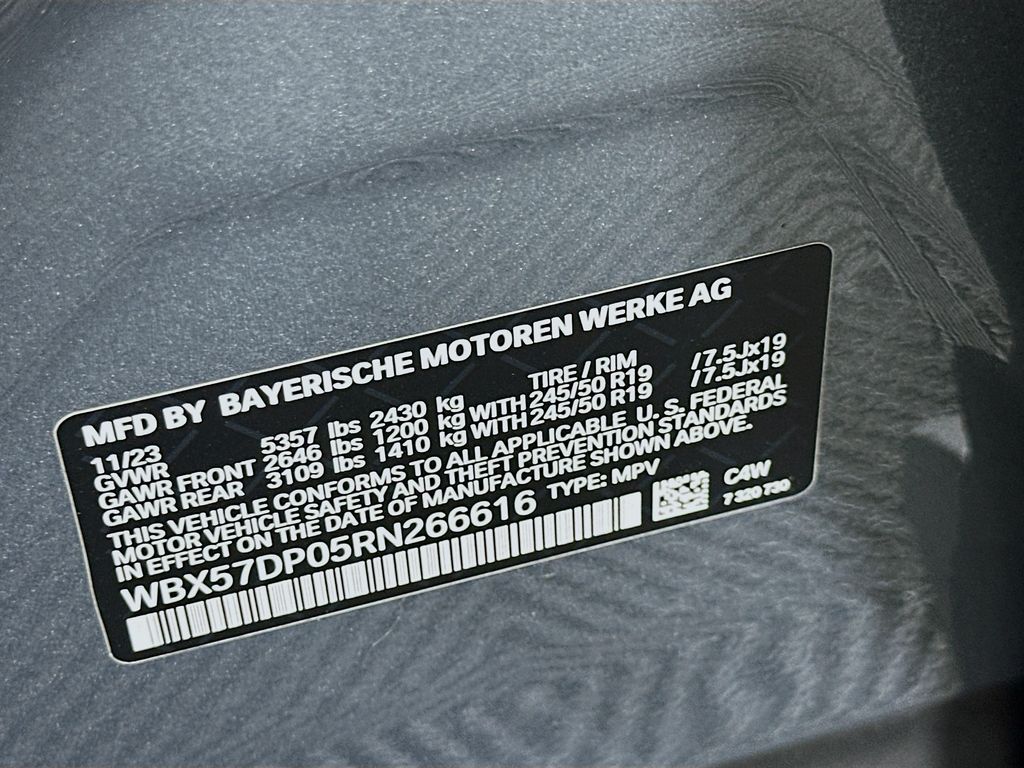 MFD BY BAYERISCHE MOTOREN WERKE AG
11/23 TIRE / RIM
GVWR 5357 lbs 2430 kg
GAWR FRONT 2646 lbs 1200 kg WITH 245/50 R19 /7.5Jx19
GAWR REAR 3109 lbs 1410 kg WITH 245/50 R19 /7.5Jx19
THIS VEHICLE CONFORMS TO ALL APPLICABLE U. S. FEDERAL
MOTOR VEHICLE SAFETY AND THEFT PREVENTION STANDARDS
IN EFFECT ON THE DATE OF MANUFACTURE SHOWN ABOVE.
WBX57DP05RN266616 TYPE: MPV C4W
7 320 730